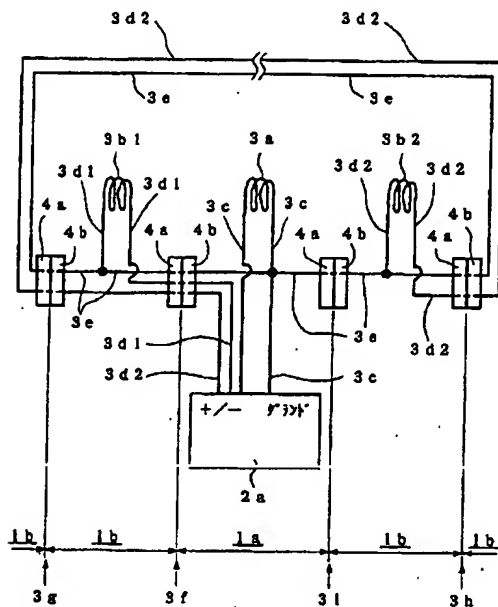 3d2 3d2
3e 3e
3b1 3a 3b2
3d1 3d1 3c 3c 3d2 3d2
4a 4b 4a 4b 4a 4b 4a 4b
3e 3e
3d1 3d2
3d2 3c
+/− グランド
2a
1b 1b 1a 1b 1b
3g 3f 3i 3h